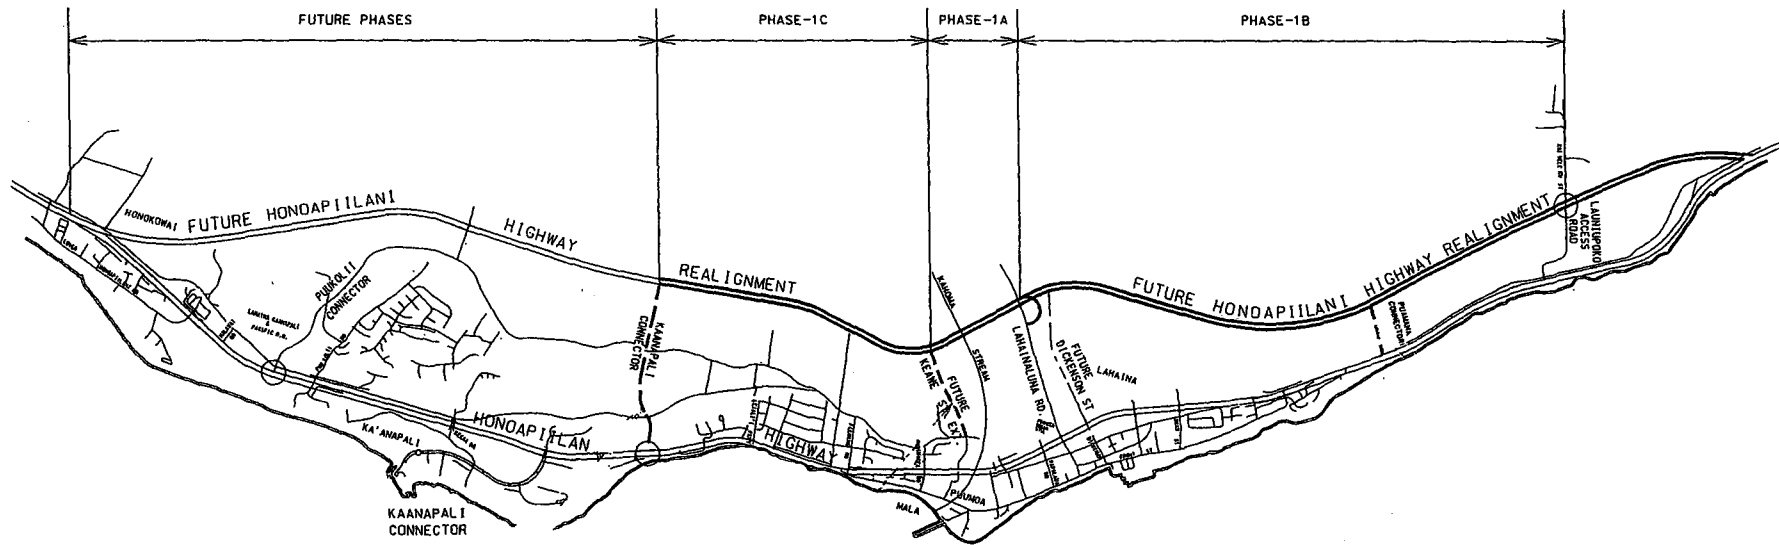 FUTURE PHASES
PHASE-1C
PHASE-1A
PHASE-1B
HONOKOWAI
FUTURE HONOAPIILANI
HIGHWAY
REALIGNMENT
FUTURE HONOAPIILANI HIGHWAY REALIGNMENT
LAUNIUPOKO
ACCESS
ROAD
PUUKOLII
CONNECTOR
KAANAPALI
CONNECTOR
KAHOMA
STREAM
FUTURE
KEAWE ST. EXT
LAHAINALUNA RD.
FUTURE
DICKENSON ST
LAHAINA
PUAMANA
CONNECTOR
HONOAPIILANI
HIGHWAY
KA'ANAPALI
KAANAPALI
CONNECTOR
MALA
PUUNOA